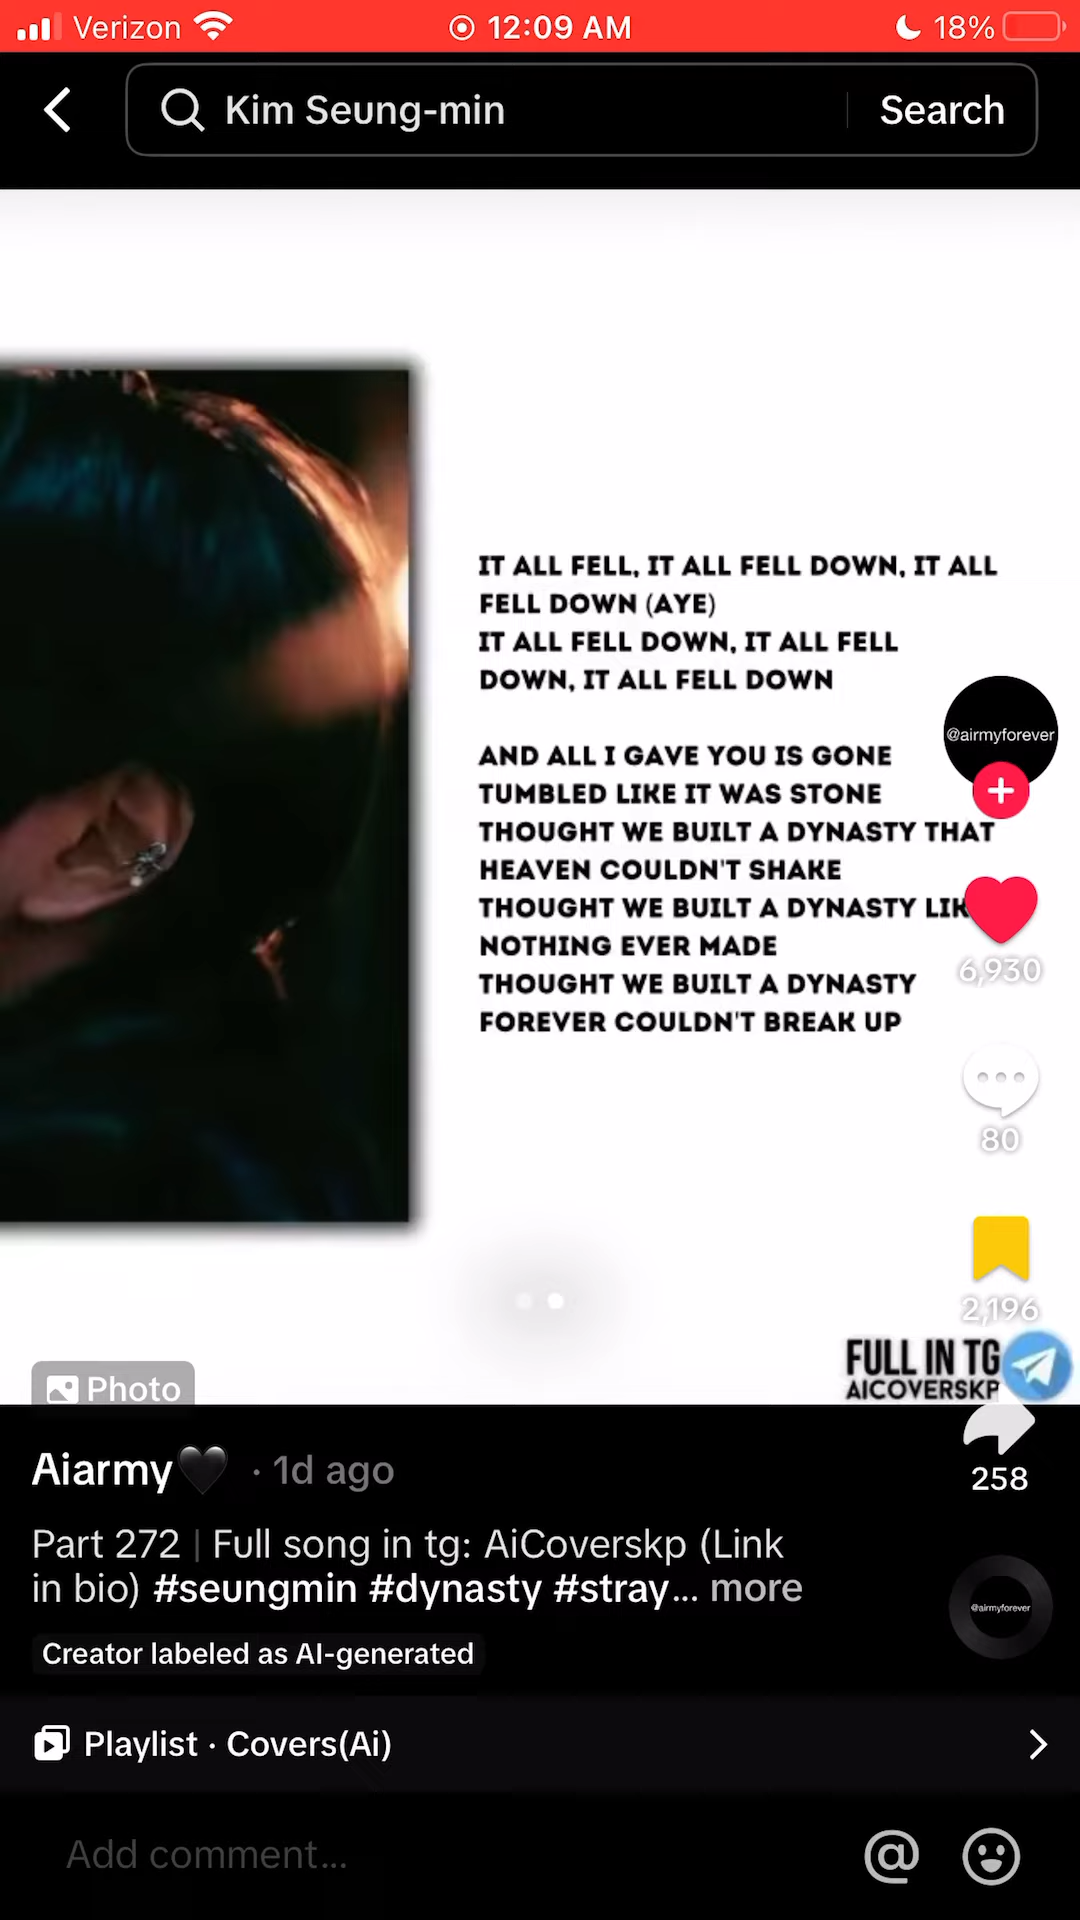 Verizon 12:09 AM 18%
Kim Seung-min Search
IT ALL FELL, IT ALL FELL DOWN, IT ALL
FELL DOWN (AYE)
IT ALL FELL DOWN, IT ALL FELL
DOWN, IT ALL FELL DOWN
AND ALL I GAVE YOU IS GONE
TUMBLED LIKE IT WAS STONE
THOUGHT WE BUILT A DYNASTY THAT
HEAVEN COULDN'T SHAKE
THOUGHT WE BUILT A DYNASTY
NOTHING EVER MADE
THOUGHT WE BUILT A DYNASTY
FOREVER COULDN'T BREAK UP
@airmyforever
6,930
80
2,196
FULL IN TG
AICOVERSKP
Photo
258
Aiarmy🖤 · 1d ago
Part 272 | Full song in tg: AiCoverskp (Link
in bio) #seungmin #dynasty #stray... more
@airmyforever
Creator labeled as AI-generated
Playlist · Covers(Ai)
Add comment...